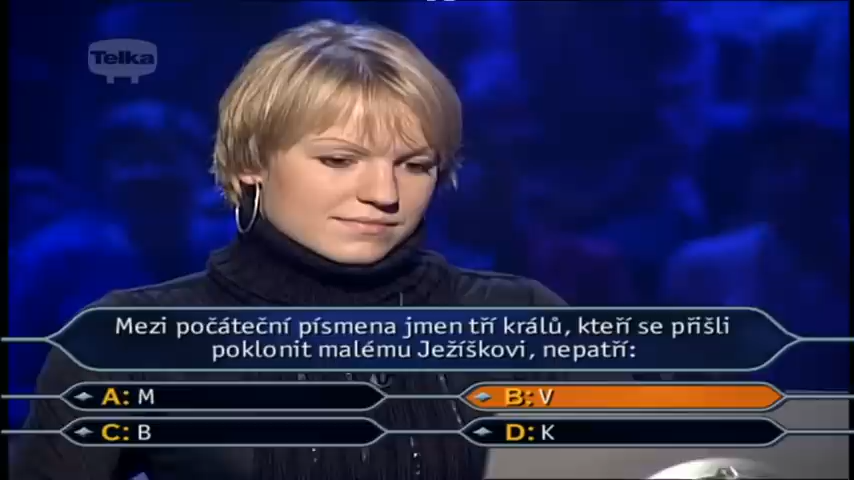 Telka
Mezi počáteční písmena jmen tří králů, kteří se přišli
poklonit malému Ježíškovi, nepatří:
A: M
B: V
C: B
D: K